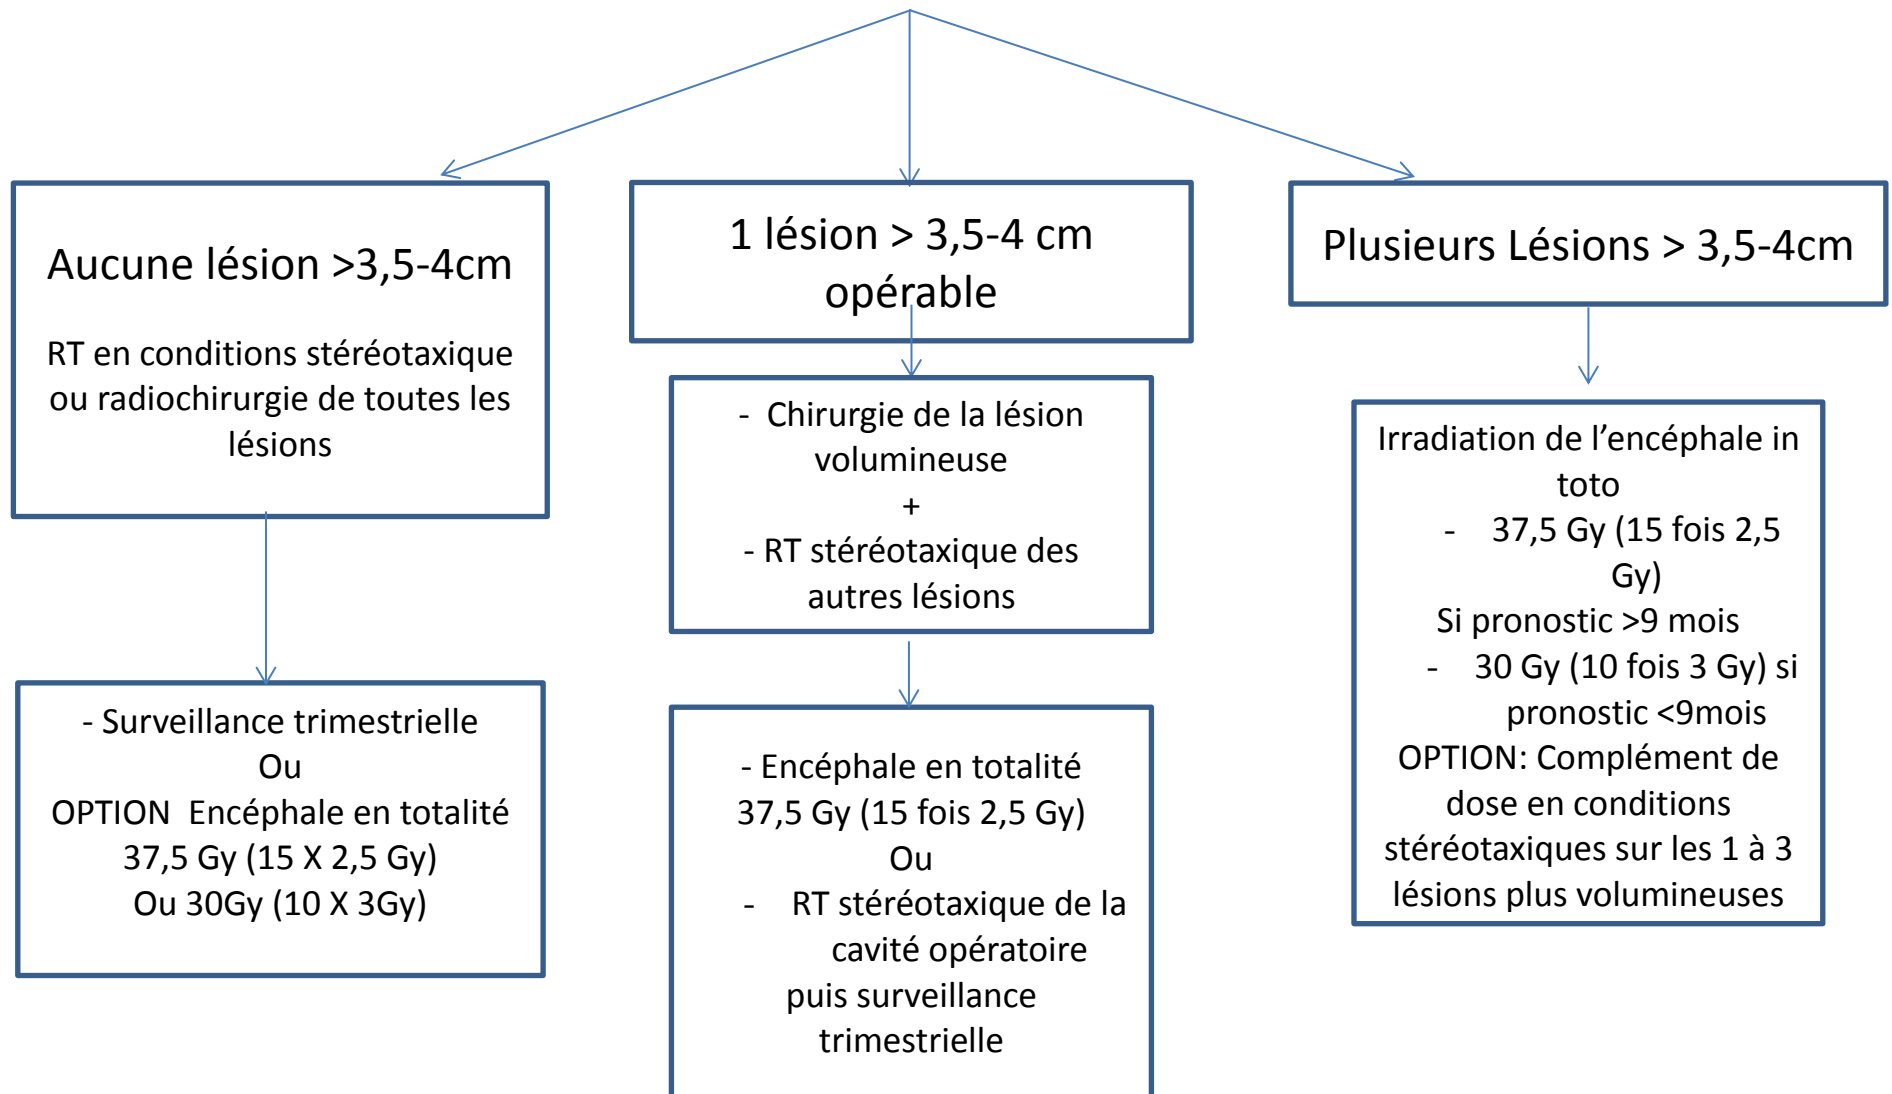 Aucune lésion >3,5-4cm
RT en conditions stéréotaxique
ou radiochirurgie de toutes les
lésions
- Surveillance trimestrielle
Ou
OPTION  Encéphale en totalité
37,5 Gy (15 X 2,5 Gy)
Ou 30Gy (10 X 3Gy)
1 lésion > 3,5-4 cm
opérable
- Chirurgie de la lésion
volumineuse
+
- RT stéréotaxique des
autres lésions
- Encéphale en totalité
37,5 Gy (15 fois 2,5 Gy)
Ou
- RT stéréotaxique de la
cavité opératoire
puis surveillance
trimestrielle
Plusieurs Lésions > 3,5-4cm
Irradiation de l’encéphale in
toto
- 37,5 Gy (15 fois 2,5
Gy)
Si pronostic >9 mois
- 30 Gy (10 fois 3 Gy) si
pronostic <9mois
OPTION: Complément de
dose en conditions
stéréotaxiques sur les 1 à 3
lésions plus volumineuses